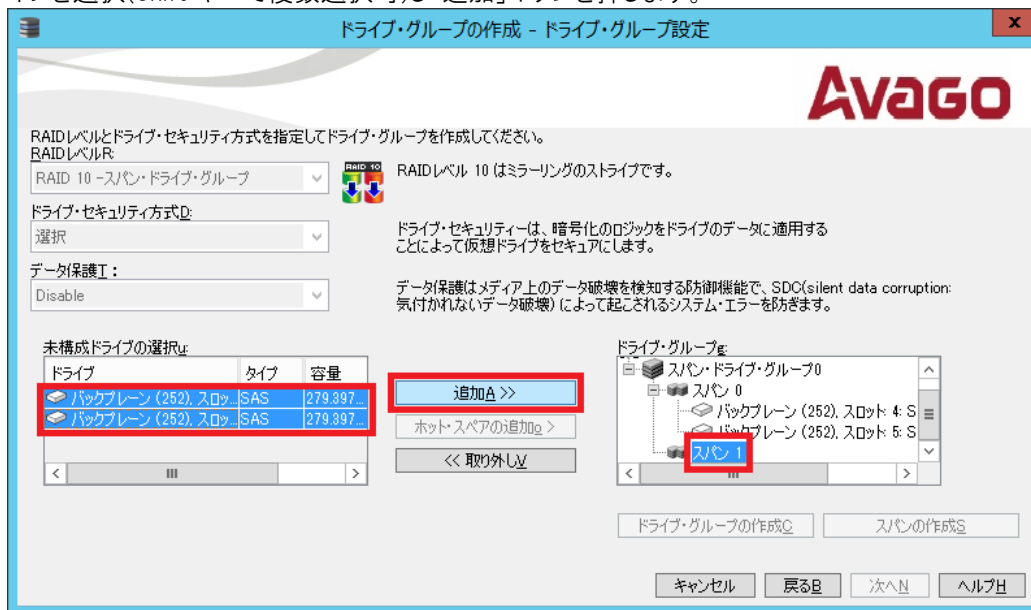 ドライブ・グループの作成 - ドライブ・グループ設定
x
AVAGO
RAIDレベルとドライブ・セキュリティ方式を指定してドライブ・グループを作成してください。
RAIDレベルR:
RAID 10 -スパン・ドライブ・グループ
RAID 10
RAIDレベル 10 はミラーリングのストライプです。
ドライブ・セキュリティ方式D:
選択
ドライブ・セキュリティーは、暗号化のロジックをドライブのデータに適用する
ことによって仮想ドライブをセキュアにします。
データ保護T:
Disable
データ保護はメディア上のデータ破壊を検知する防御機能で、SDC(silent data corruption:
気付かれないデータ破壊) によって起こされるシステム・エラーを防ぎます。
未構成ドライブの選択u:
ドライブ タイプ 容量
バックプレーン (252), スロッ... SAS 279.397...
バックプレーン (252), スロッ... SAS 279.397...
追加A >>
ホット・スペアの追加o >
<< 取り外しV
ドライブ・グループg:
スパン・ドライブ・グループ0
スパン 0
バックプレーン (252), スロット: 4: S
バックプレーン (252), スロット: 5: S
スパン 1
ドライブ・グループの作成C
スパンの作成S
キャンセル 戻るB 次へN ヘルプH